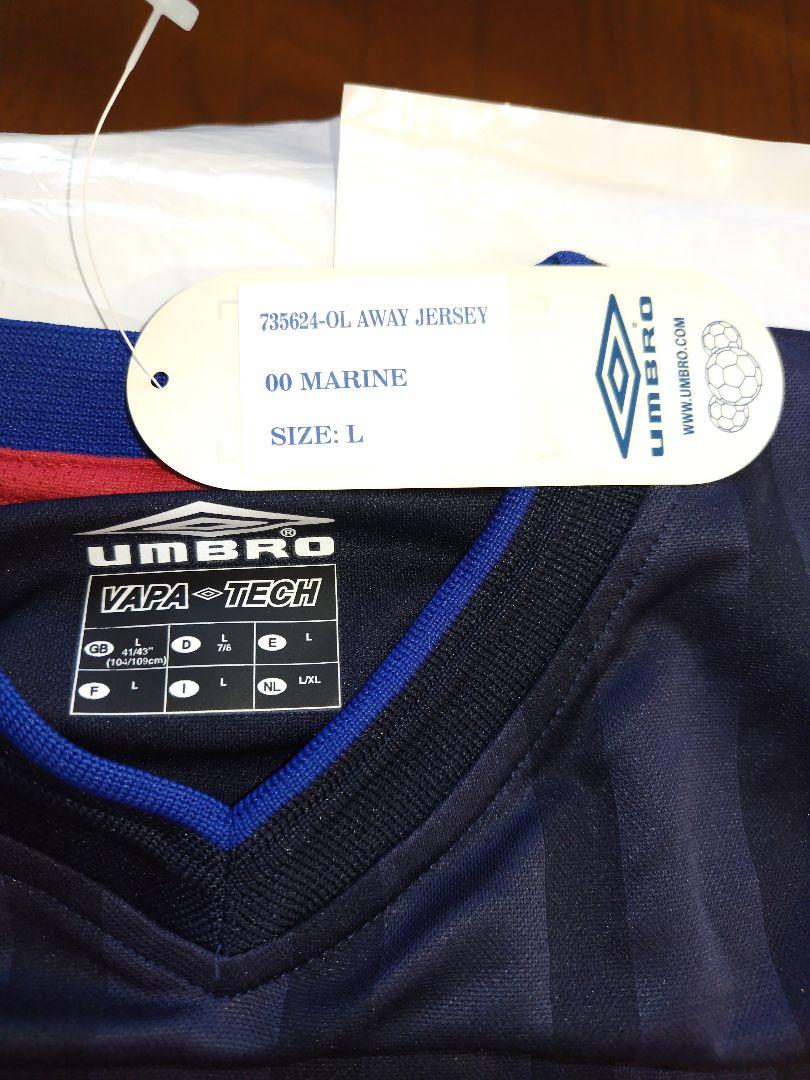 735624-OL AWAY JERSEY
00 MARINE
SIZE: L
UMBRO®
WWW.UMBRO.COM
UMBRO®
VAPA TECH
GB L 41/43" (104/109cm)
D L 7/8
E L
F L
I L
NL L/XL